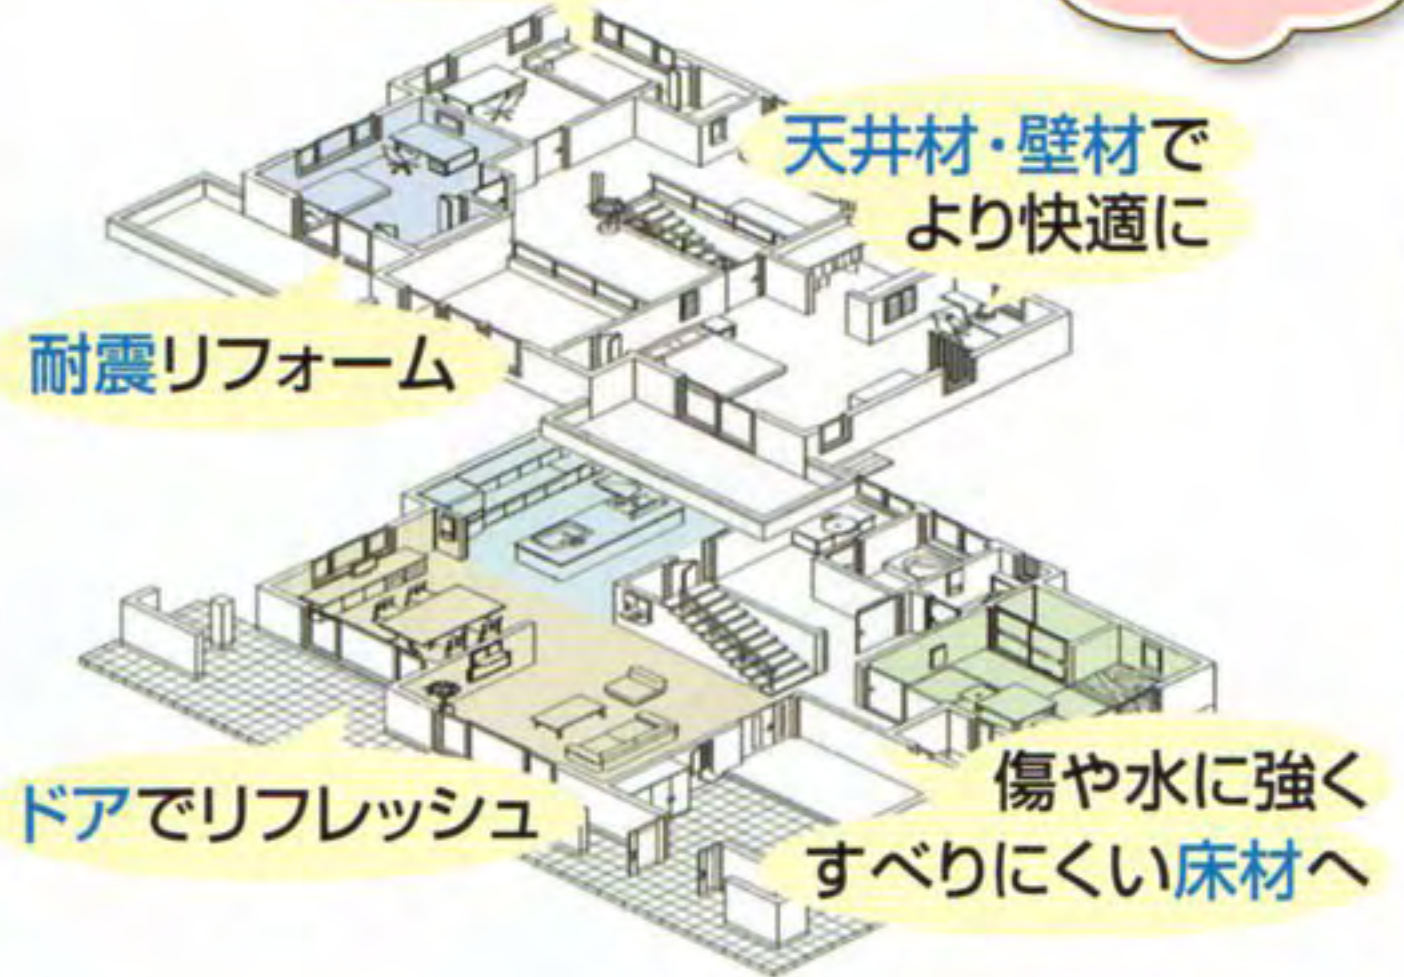 天井材・壁材で
より快適に
耐震リフォーム
ドアでリフレッシュ
傷や水に強く
すべりにくい床材へ